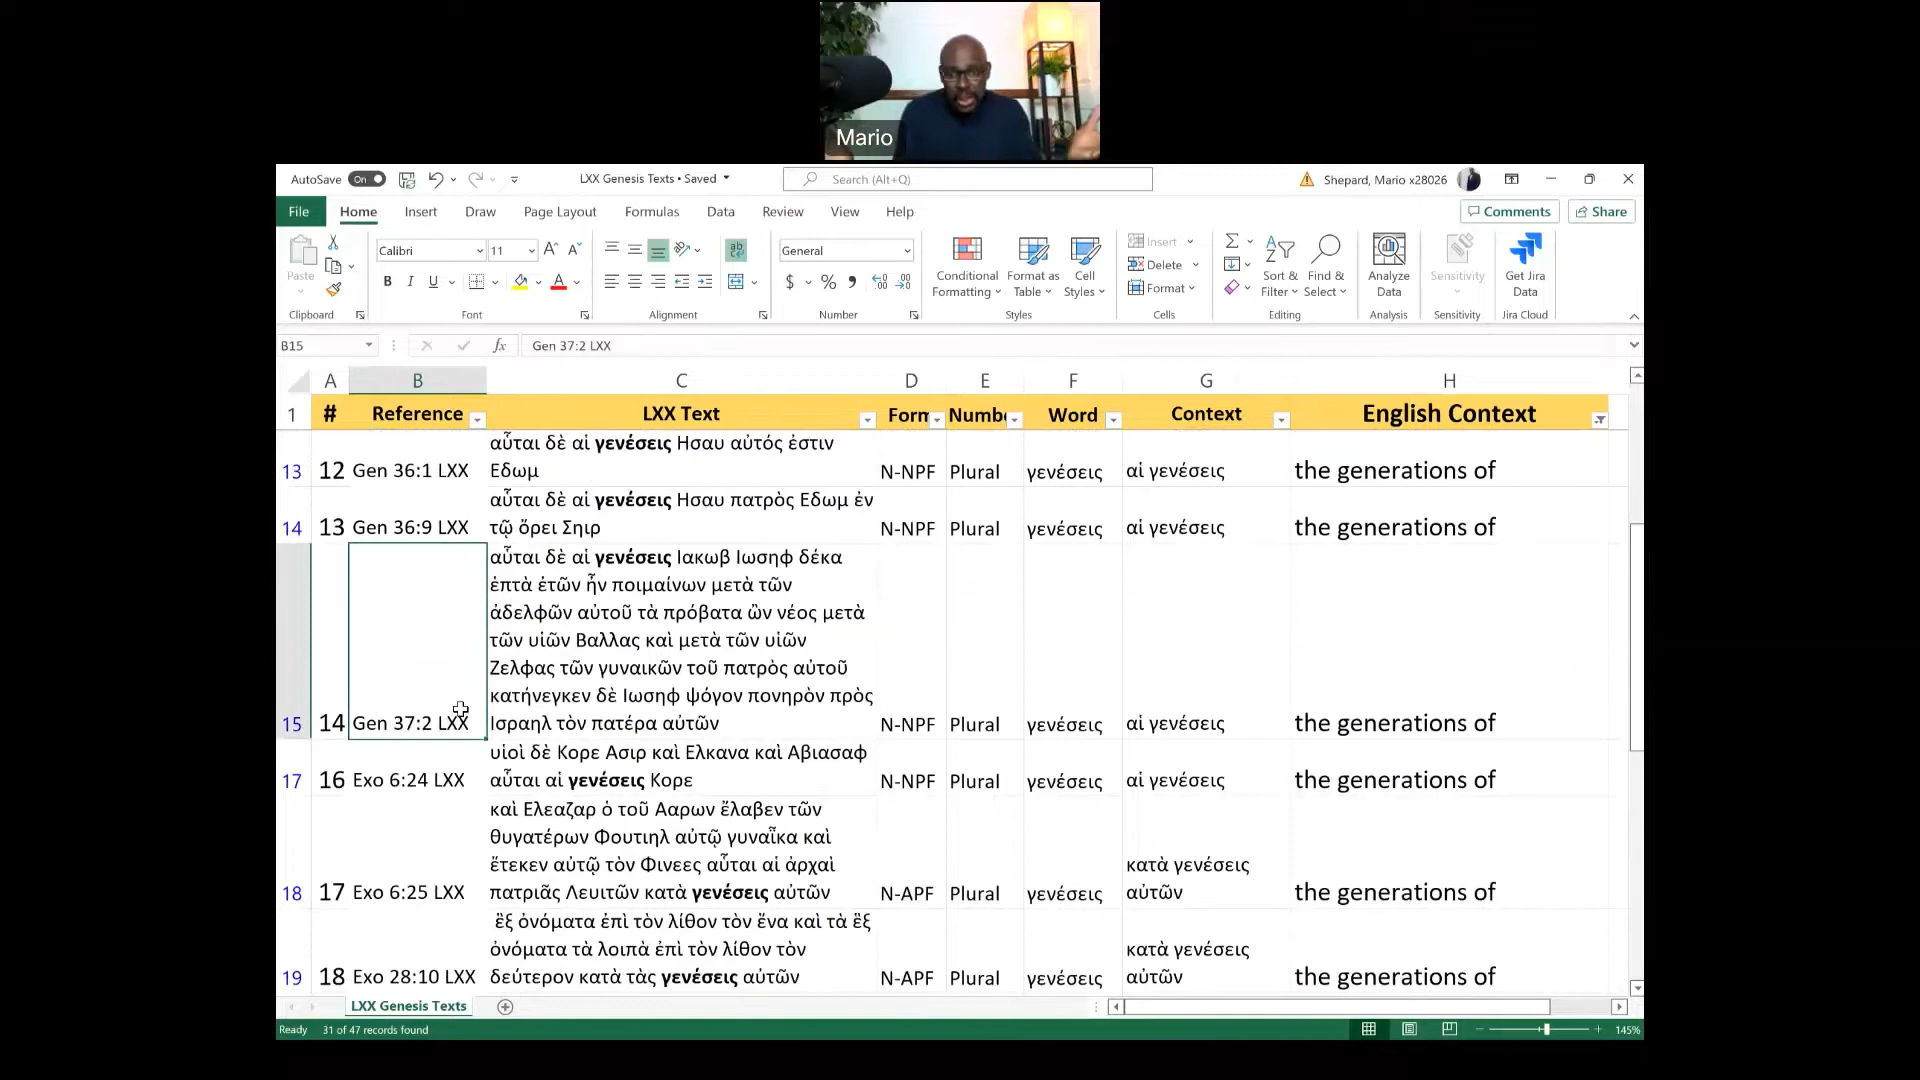 Mario
AutoSave On LXX Genesis Texts • Saved Search (Alt+Q) Shepard, Mario x28026
File Home Insert Draw Page Layout Formulas Data Review View Help Comments Share
Paste Calibri 11 A A ab General Conditional Formatting Format as Table Cell Styles Insert Delete Format Sort & Filter Find & Select Analyze Data Sensitivity Get Jira Data
B I U A $ % 9 .00 .00
Clipboard Font Alignment Number Styles Cells Editing Analysis Sensitivity Jira Cloud
B15 fx Gen 37:2 LXX
A B C D E F G H
1 # Reference LXX Text Form Numb Word Context English Context
αὗται δὲ αἱ γενέσεις Ησαυ αὐτός ἐστιν
13 12 Gen 36:1 LXX Εδωμ N-NPF Plural γενέσεις αἱ γενέσεις the generations of
αὗται δὲ αἱ γενέσεις Ησαυ πατρὸς Εδωμ ἐν
14 13 Gen 36:9 LXX τῷ ὄρει Σηιρ N-NPF Plural γενέσεις αἱ γενέσεις the generations of
αὗται δὲ αἱ γενέσεις Ιακωβ Ιωσηφ δέκα
ἑπτὰ ἐτῶν ἦν ποιμαίνων μετὰ τῶν
ἀδελφῶν αὐτοῦ τὰ πρόβατα ὢν νέος μετὰ
τῶν υἱῶν Βαλλας καὶ μετὰ τῶν υἱῶν
Ζελφας τῶν γυναικῶν τοῦ πατρὸς αὐτοῦ
κατήνεγκεν δὲ Ιωσηφ ψόγον πονηρὸν πρὸς
15 14 Gen 37:2 LXX Ισραηλ τὸν πατέρα αὐτῶν N-NPF Plural γενέσεις αἱ γενέσεις the generations of
υἱοὶ δὲ Κορε Ασιρ καὶ Ελκανα καὶ Αβιασαφ
17 16 Exo 6:24 LXX αὗται αἱ γενέσεις Κορε N-NPF Plural γενέσεις αἱ γενέσεις the generations of
καὶ Ελεαζαρ ὁ τοῦ Ααρων ἔλαβεν τῶν
θυγατέρων Φουτιηλ αὐτῷ γυναῖκα καὶ
ἔτεκεν αὐτῷ τὸν Φινεες αὗται αἱ ἀρχαὶ κατὰ γενέσεις
18 17 Exo 6:25 LXX πατριᾶς Λευιτῶν κατὰ γενέσεις αὐτῶν N-APF Plural γενέσεις αὐτῶν the generations of
ἓξ ὀνόματα ἐπὶ τὸν λίθον τὸν ἕνα καὶ τὰ ἓξ
ὀνόματα τὰ λοιπὰ ἐπὶ τὸν λίθον τὸν κατὰ γενέσεις
19 18 Exo 28:10 LXX δεύτερον κατὰ τὰς γενέσεις αὐτῶν N-APF Plural γενέσεις αὐτῶν the generations of
LXX Genesis Texts
Ready 31 of 47 records found 145%